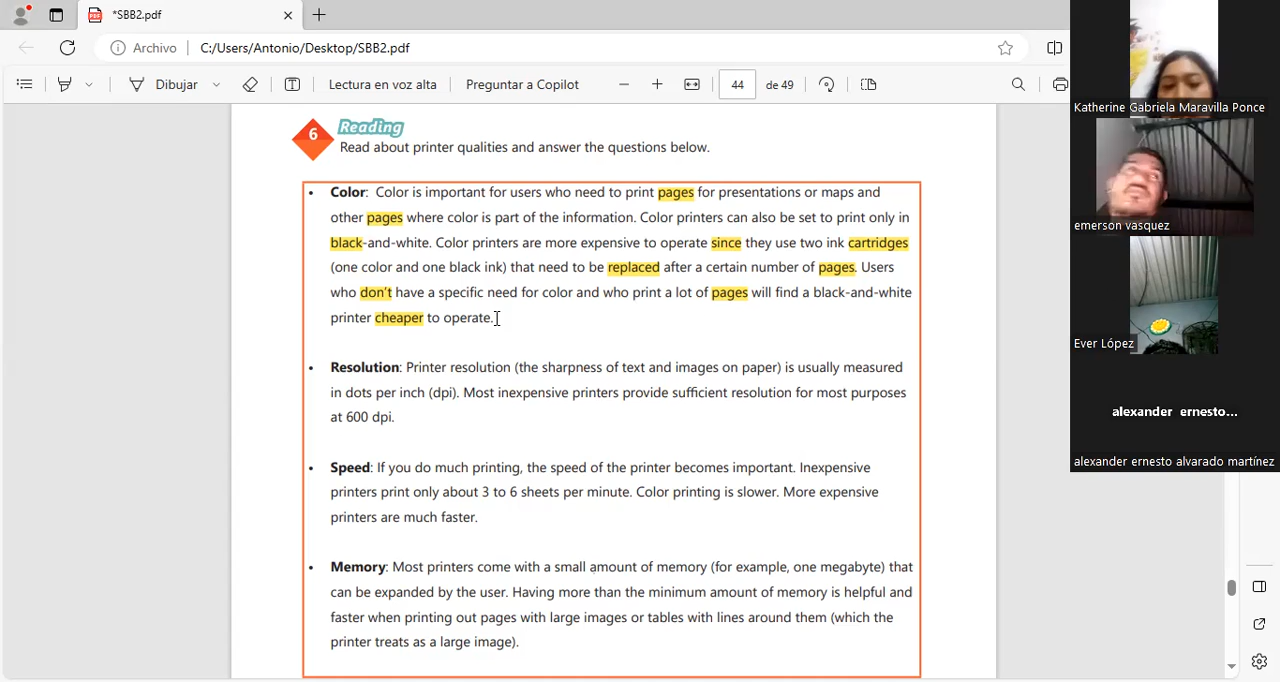 *SBB2.pdf
Archivo
C:/Users/Antonio/Desktop/SBB2.pdf
Dibujar
Lectura en voz alta
Preguntar a Copilot
44
de 49
6
Reading
Read about printer qualities and answer the questions below.
• Color: Color is important for users who need to print pages for presentations or maps and
other pages where color is part of the information. Color printers can also be set to print only in
black-and-white. Color printers are more expensive to operate since they use two ink cartridges
(one color and one black ink) that need to be replaced after a certain number of pages. Users
who don't have a specific need for color and who print a lot of pages will find a black-and-white
printer cheaper to operate.
• Resolution: Printer resolution (the sharpness of text and images on paper) is usually measured
in dots per inch (dpi). Most inexpensive printers provide sufficient resolution for most purposes
at 600 dpi.
• Speed: If you do much printing, the speed of the printer becomes important. Inexpensive
printers print only about 3 to 6 sheets per minute. Color printing is slower. More expensive
printers are much faster.
• Memory: Most printers come with a small amount of memory (for example, one megabyte) that
can be expanded by the user. Having more than the minimum amount of memory is helpful and
faster when printing out pages with large images or tables with lines around them (which the
printer treats as a large image).
Katherine Gabriela Maravilla Ponce
emerson vasquez
Ever López
alexander ernesto...
alexander ernesto alvarado martínez